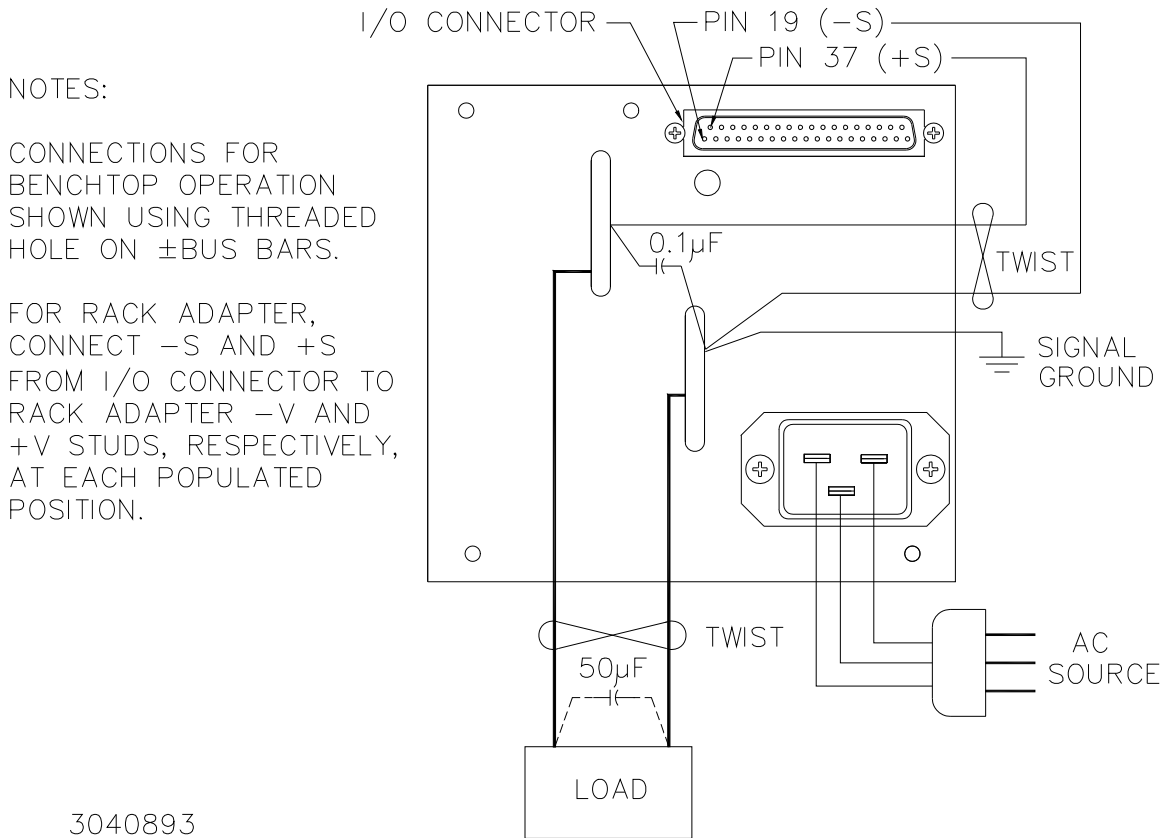 I/O CONNECTOR
PIN 19 (−S)
PIN 37 (+S)
NOTES:
CONNECTIONS FOR
BENCHTOP OPERATION
SHOWN USING THREADED
HOLE ON ±BUS BARS.
FOR RACK ADAPTER,
CONNECT −S AND +S
FROM I/O CONNECTOR TO
RACK ADAPTER −V AND
+V STUDS, RESPECTIVELY,
AT EACH POPULATED
POSITION.
0.1µF
TWIST
SIGNAL
GROUND
TWIST
50µF
AC
SOURCE
LOAD
3040893